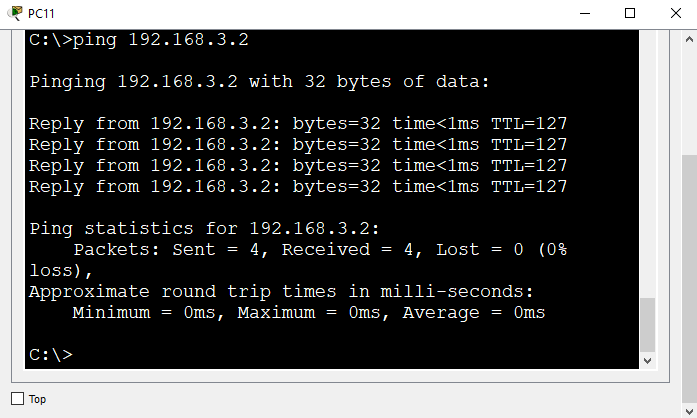 PC11
C:\>ping 192.168.3.2
Pinging 192.168.3.2 with 32 bytes of data:
Reply from 192.168.3.2: bytes=32 time<1ms TTL=127
Reply from 192.168.3.2: bytes=32 time<1ms TTL=127
Reply from 192.168.3.2: bytes=32 time<1ms TTL=127
Reply from 192.168.3.2: bytes=32 time<1ms TTL=127
Ping statistics for 192.168.3.2:
Packets: Sent = 4, Received = 4, Lost = 0 (0%
loss),
Approximate round trip times in milli-seconds:
Minimum = 0ms, Maximum = 0ms, Average = 0ms
C:\>
Top